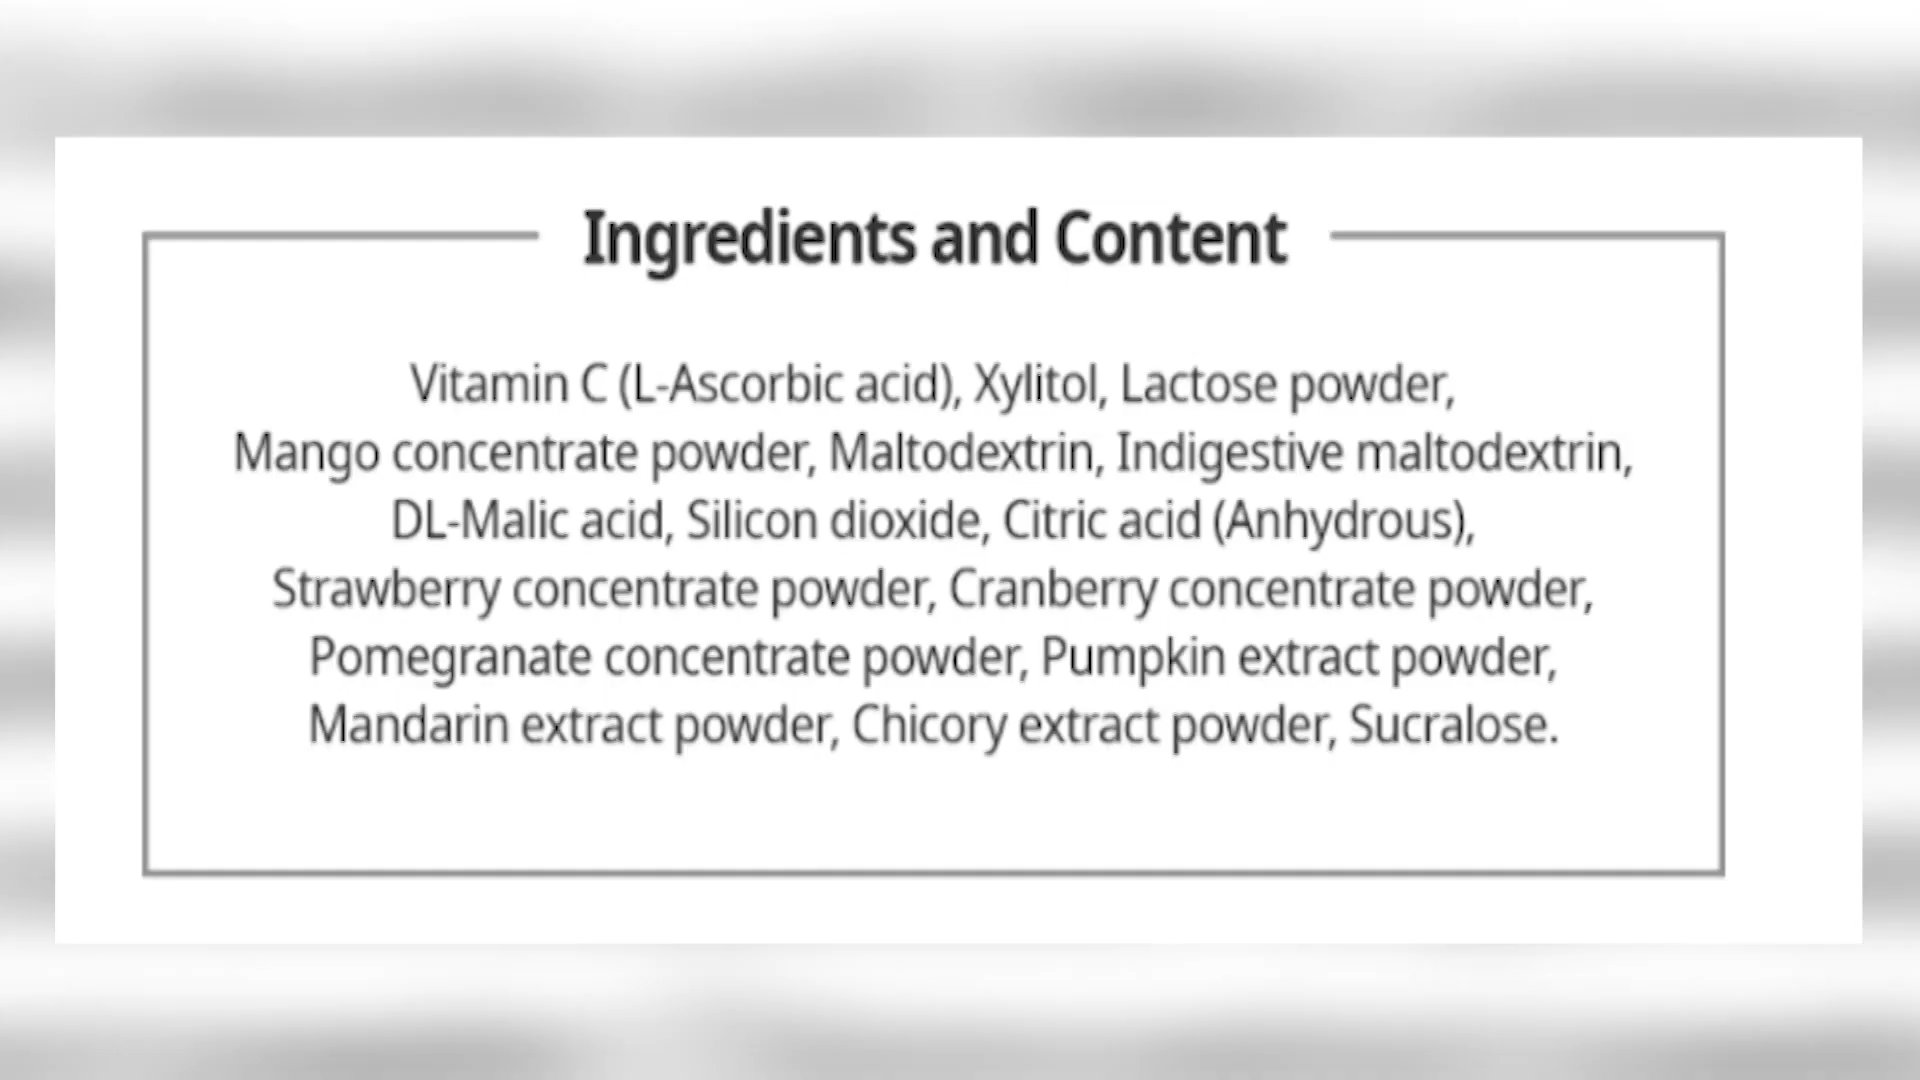 Ingredients and Content
Vitamin C (L-Ascorbic acid), Xylitol, Lactose powder,
Mango concentrate powder, Maltodextrin, Indigestive maltodextrin,
DL-Malic acid, Silicon dioxide, Citric acid (Anhydrous),
Strawberry concentrate powder, Cranberry concentrate powder,
Pomegranate concentrate powder, Pumpkin extract powder,
Mandarin extract powder, Chicory extract powder, Sucralose.